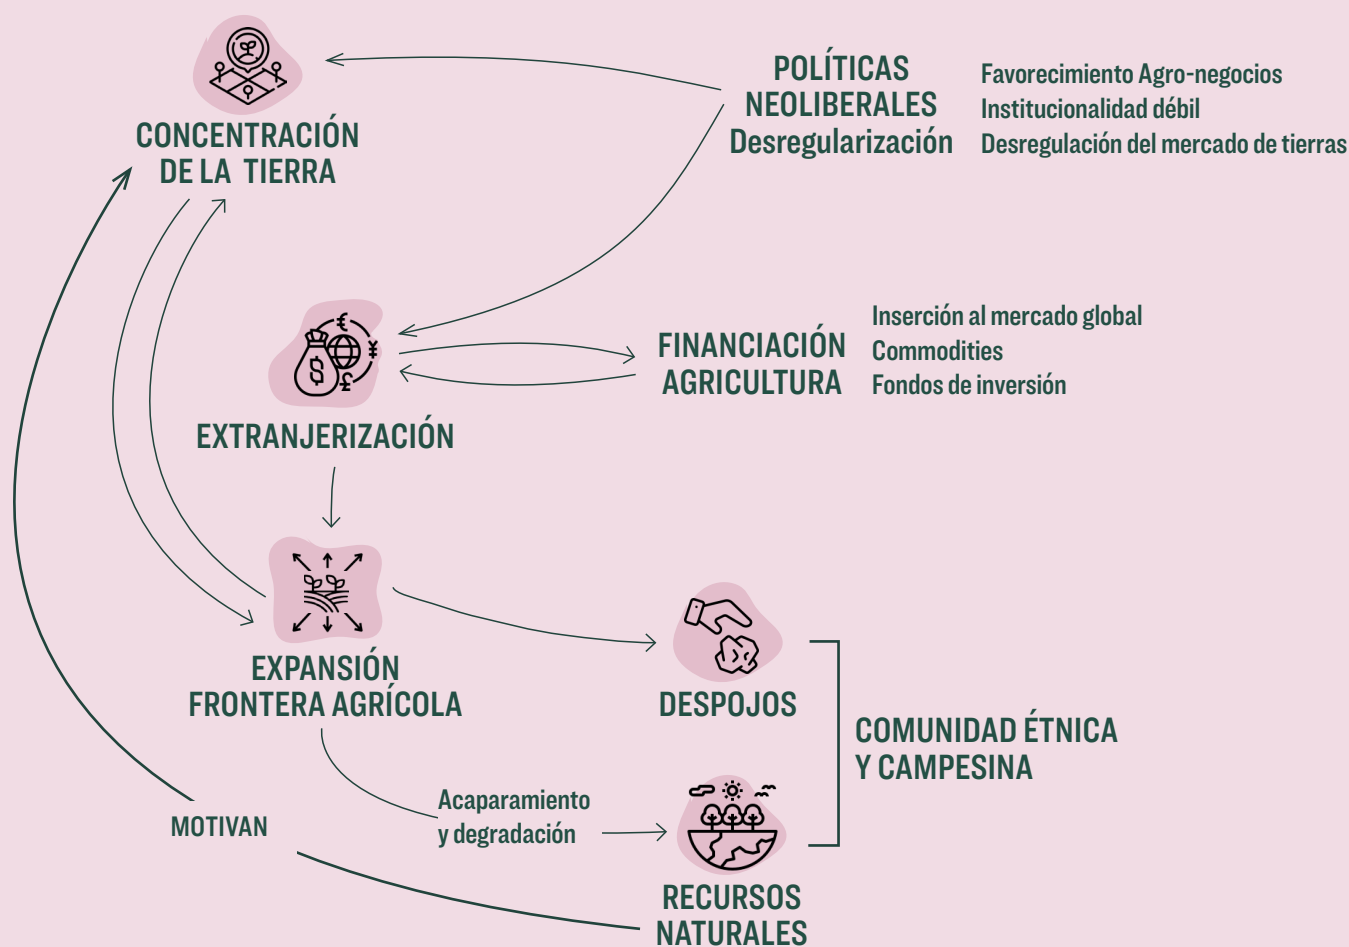 CONCENTRACIÓN
DE LA TIERRA
POLÍTICAS
NEOLIBERALES
Desregularización
Favorecimiento Agro-negocios
Institucionalidad débil
Desregulación del mercado de tierras
$
€
¥
£
EXTRANJERIZACIÓN
FINANCIACIÓN
AGRICULTURA
Inserción al mercado global
Commodities
Fondos de inversión
EXPANSIÓN
FRONTERA AGRÍCOLA
DESPOJOS
COMUNIDAD ÉTNICA
Y CAMPESINA
Acaparamiento
y degradación
MOTIVAN
RECURSOS
NATURALES